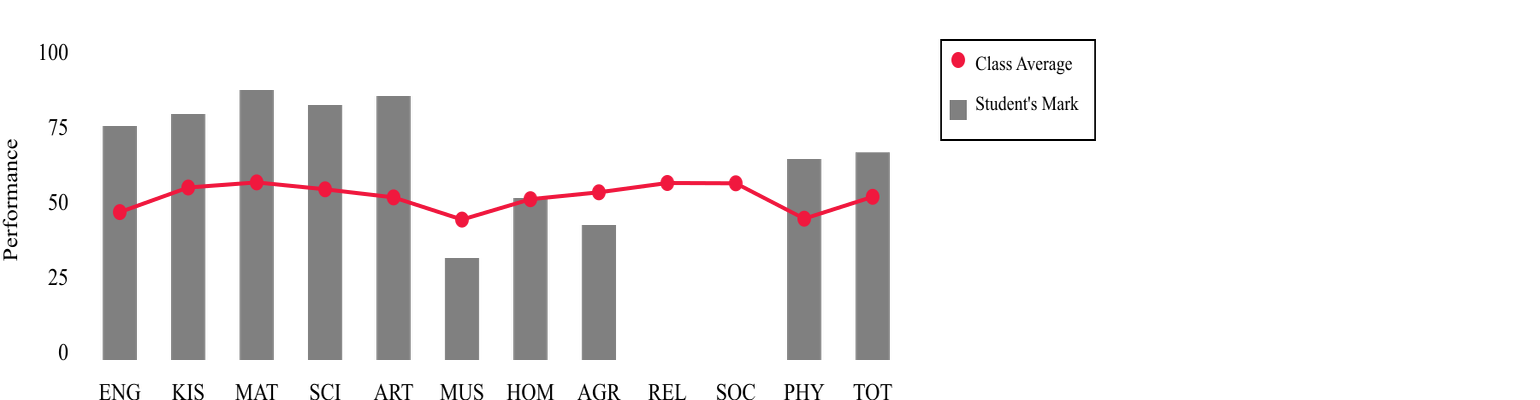 100
75
50
25
0
Performance
ENG KIS MAT SCI ART MUS HOM AGR REL SOC PHY TOT
Class Average
Student's Mark